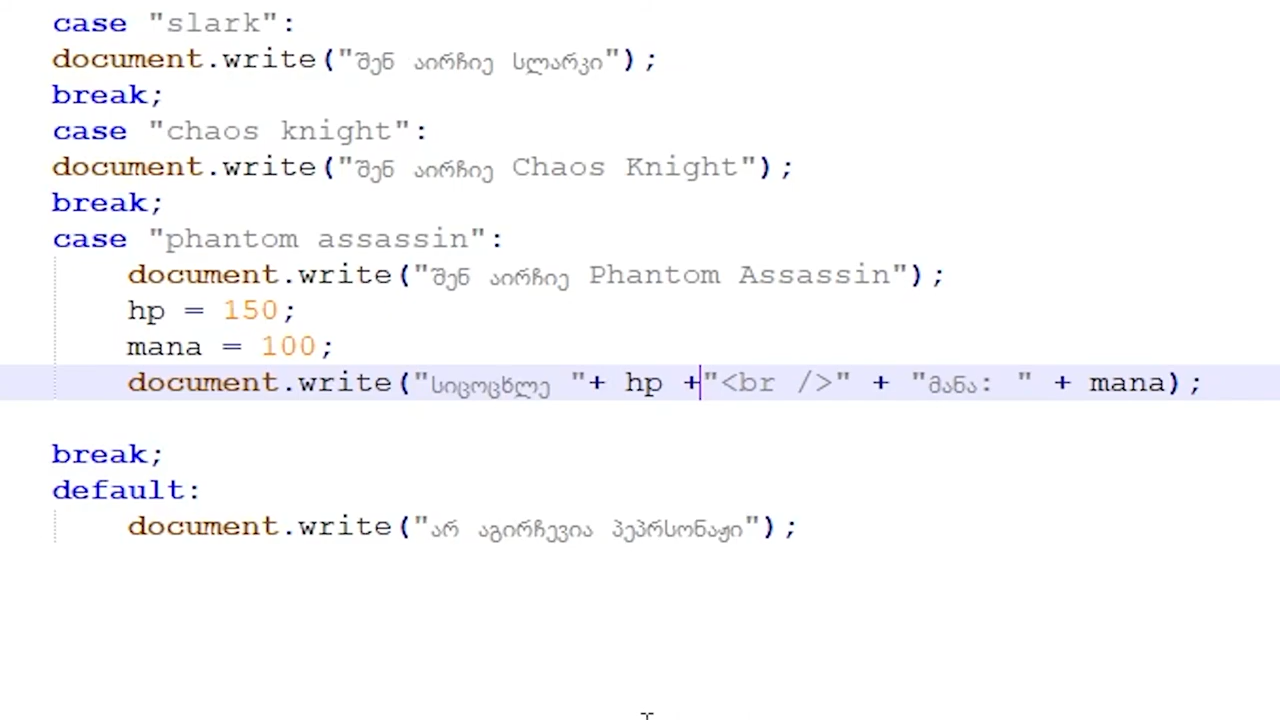 case "slark":
document.write("შენ აირჩიე სლარკი");
break;
case "chaos knight":
document.write("შენ აირჩიე Chaos Knight");
break;
case "phantom assassin":
document.write("შენ აირჩიე Phantom Assassin");
hp = 150;
mana = 100;
document.write("სიცოცხლე "+ hp +"<br />" + "მანა: " + mana);
break;
default:
document.write("არ აგირჩევია პეპრსონაჟი");